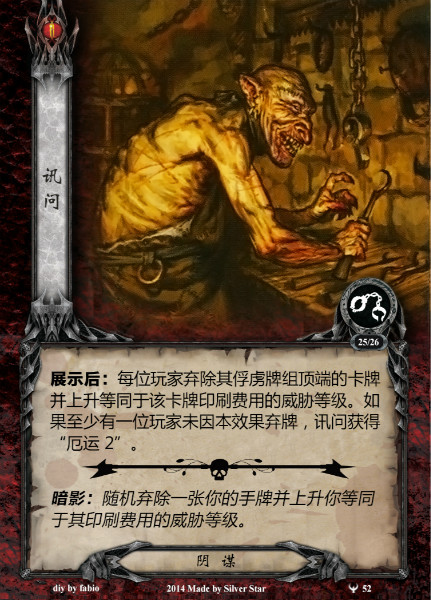 讯问
25/26
展示后：每位玩家弃除其俘虏牌组顶端的卡牌
并上升等同于该卡牌印刷费用的威胁等级。如
果至少有一位玩家未因本效果弃牌，讯问获得
“厄运 2”。
暗影：随机弃除一张你的手牌并上升你等同
于其印刷费用的威胁等级。
阴谋
diy by fabio
2014 Made by Silver Star
52